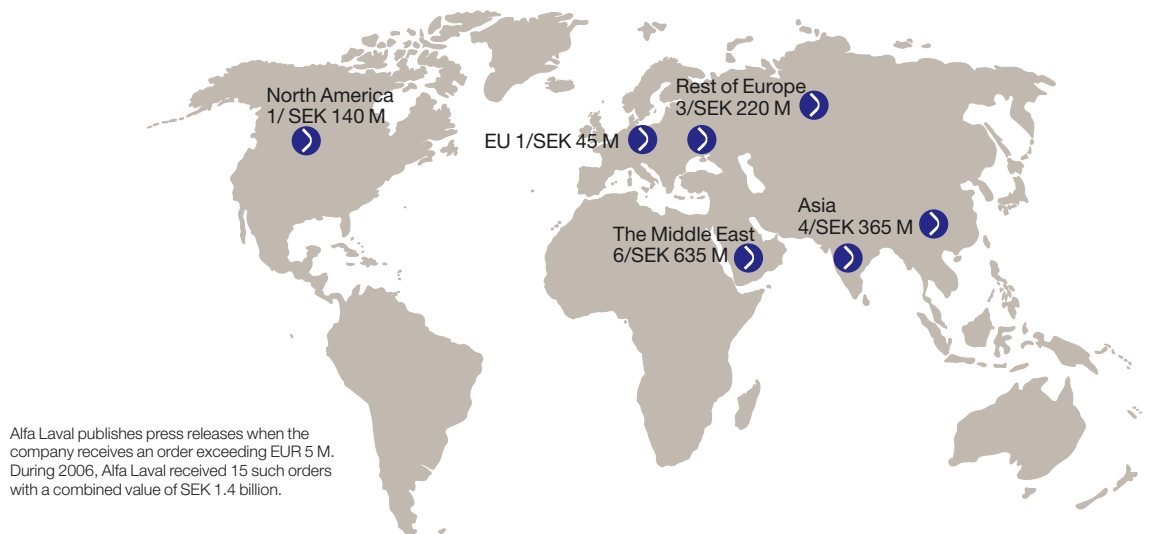 North America
1/ SEK 140 M
Rest of Europe
3/SEK 220 M
EU 1/SEK 45 M
Asia
4/SEK 365 M
The Middle East
6/SEK 635 M
Alfa Laval publishes press releases when the
company receives an order exceeding EUR 5 M.
During 2006, Alfa Laval received 15 such orders
with a combined value of SEK 1.4 billion.